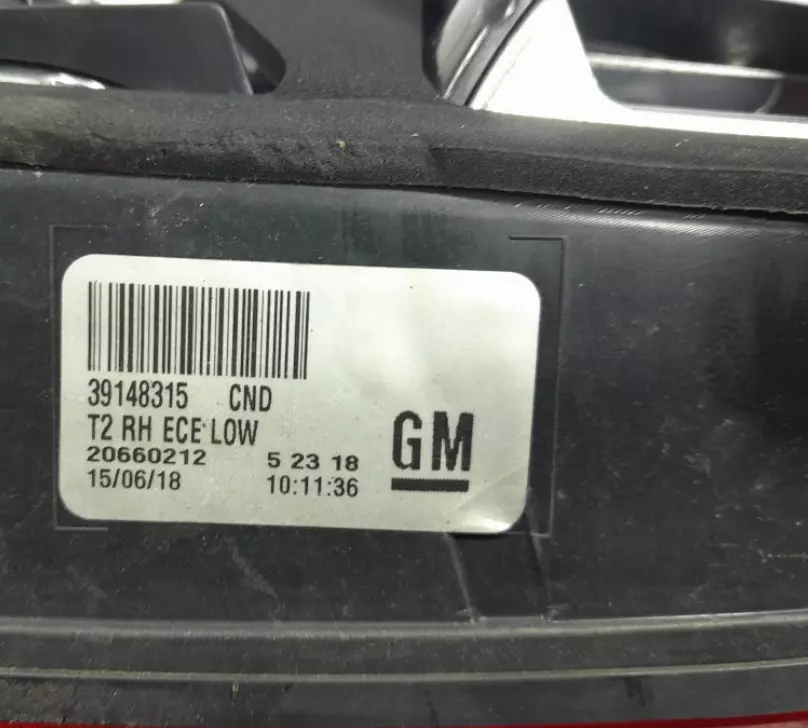 39148315 CND
T2 RH ECE LOW
20660212 5 23 18
15/06/18 10:11:36
GM